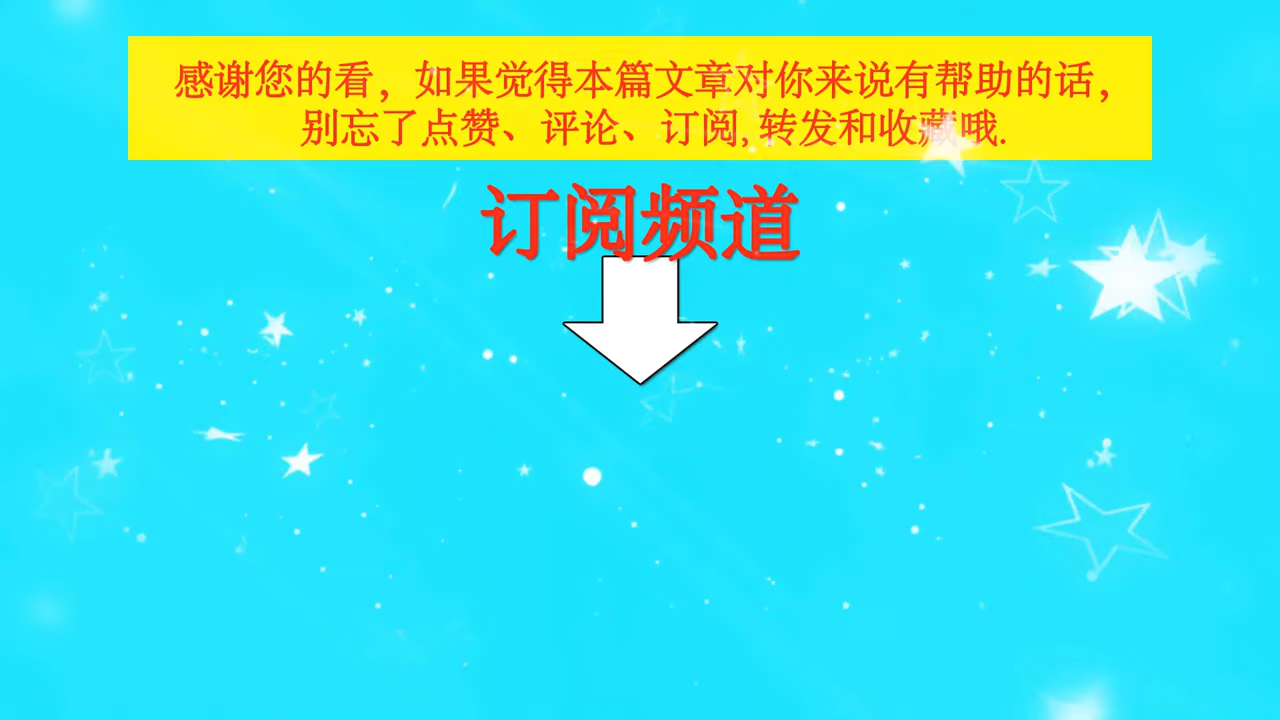 感谢您的看，如果觉得本篇文章对你来说有帮助的话，
别忘了点赞、评论、订阅, 转发和收藏哦.
订阅频道